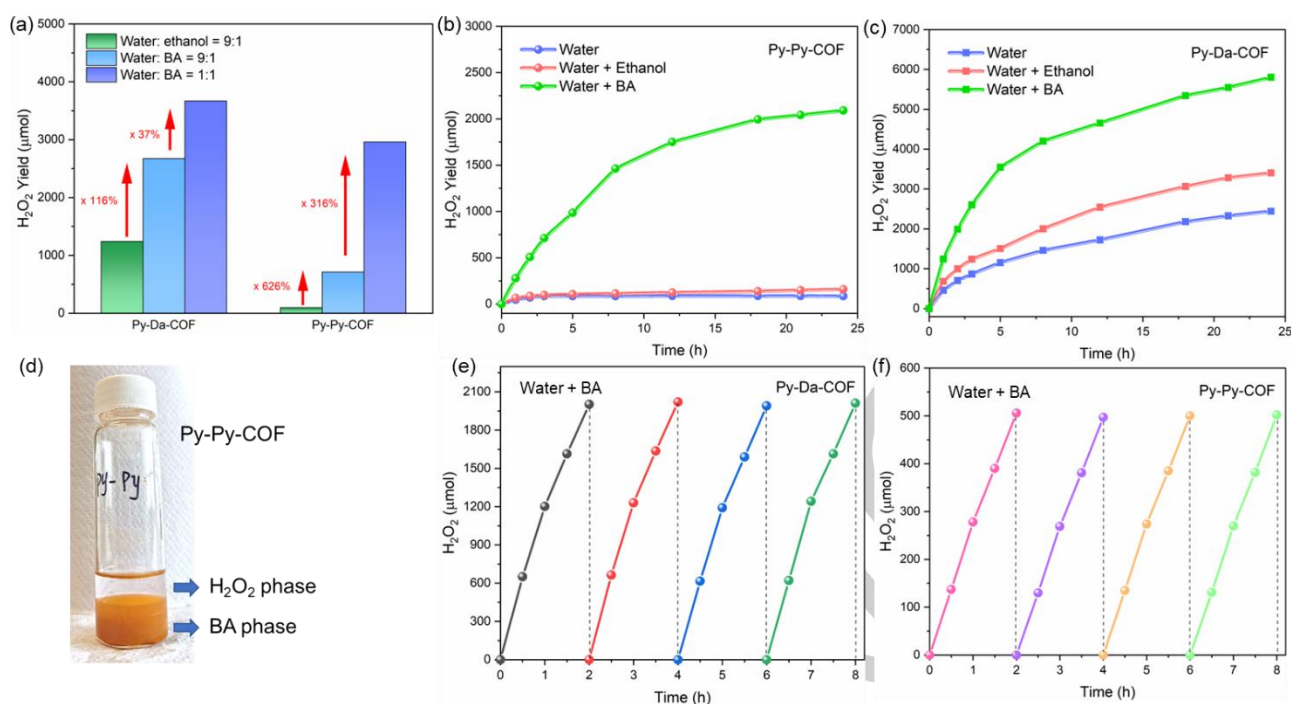 (a)
H₂O₂ Yield (μmol)
5000
4000
3000
2000
1000
0
Water: ethanol = 9:1
Water: BA = 9:1
Water: BA = 1:1
x 116%
x 37%
x 626%
x 316%
Py-Da-COF
Py-Py-COF
(b)
H₂O₂ Yield (μmol)
3000
2750
2500
2250
2000
1750
1500
1250
1000
750
500
250
0
Water
Water + Ethanol
Water + BA
Py-Py-COF
0 5 10 15 20 25
Time (h)
(c)
H₂O₂ Yield (μmol)
7000
6000
5000
4000
3000
2000
1000
0
Water
Water + Ethanol
Water + BA
Py-Da-COF
0 5 10 15 20 25
Time (h)
(d)
Py-Py-COF
py-Py
H₂O₂ phase
BA phase
(e)
H₂O₂ (μmol)
2100
1800
1500
1200
900
600
300
0
Water + BA
Py-Da-COF
0 1 2 3 4 5 6 7 8
Time (h)
(f)
H₂O₂ (μmol)
600
500
400
300
200
100
0
Water + BA
Py-Py-COF
0 1 2 3 4 5 6 7 8
Time (h)